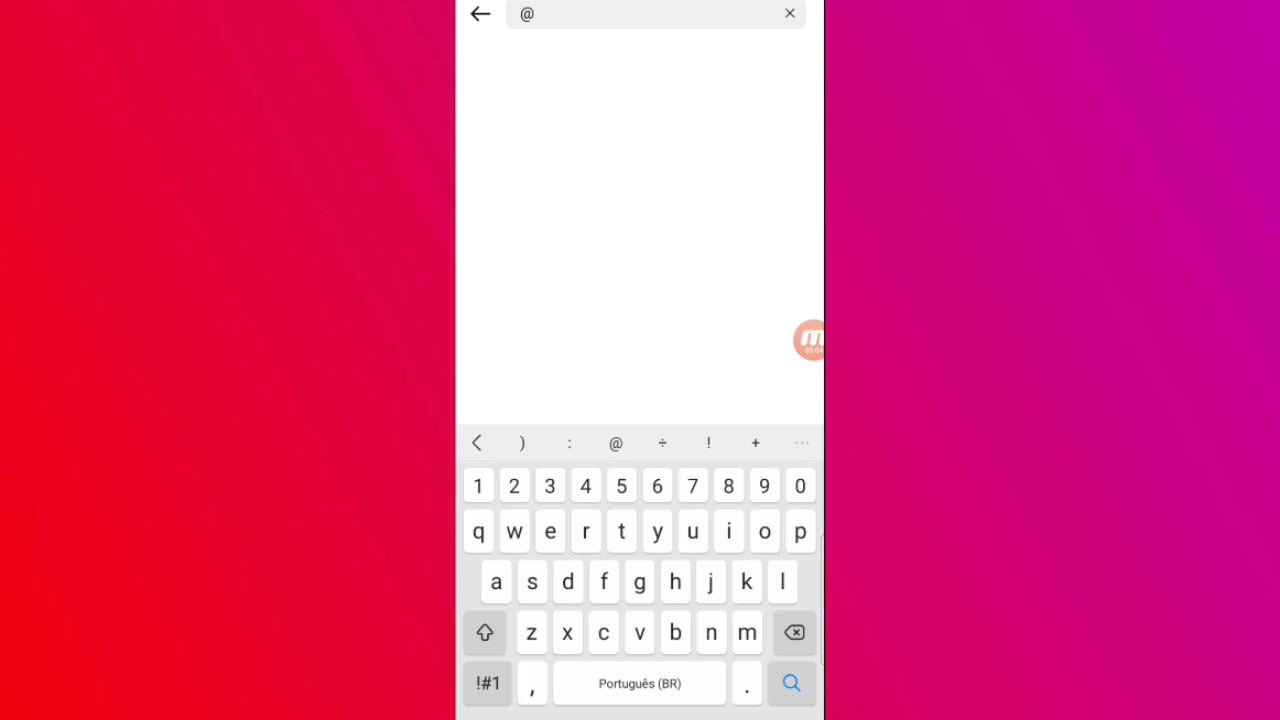 @
) : @ ÷ ! + ...
1 2 3 4 5 6 7 8 9 0
q w e r t y u i o p
a s d f g h j k l
z x c v b n m
!#1 , Português (BR) .